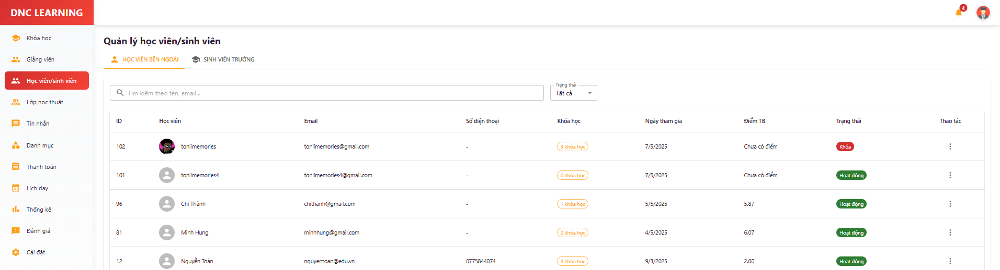 DNC LEARNING
4
Khóa học
Giảng viên
Học viên/sinh viên
Lớp học thuật
Tin nhắn
Danh mục
Thanh toán
Lịch dạy
Thống kê
Đánh giá
Cài đặt
Quản lý học viên/sinh viên
HỌC VIÊN BÊN NGOÀI SINH VIÊN TRƯỜNG
Tìm kiếm theo tên, email...
Trạng thái
Tất cả
ID Học viên Email Số điện thoại Khóa học Ngày tham gia Điểm TB Trạng thái Thao tác
102 toniimemories toniimemories@gmail.com - 3 khóa học 7/5/2025 Chưa có điểm Khóa
101 toniimemories4 toniimemories4@gmail.com - 0 khóa học 7/5/2025 Chưa có điểm Hoạt động
96 Chí Thành chithanh@gmail.com - 1 khóa học 5/5/2025 5.87 Hoạt động
81 Minh Hung minhhung@gmail.com - 2 khóa học 4/5/2025 6.07 Hoạt động
12 Nguyễn Toàn nguyentoan@edu.vn 0775844074 3 khóa học 9/3/2025 2.00 Hoạt động